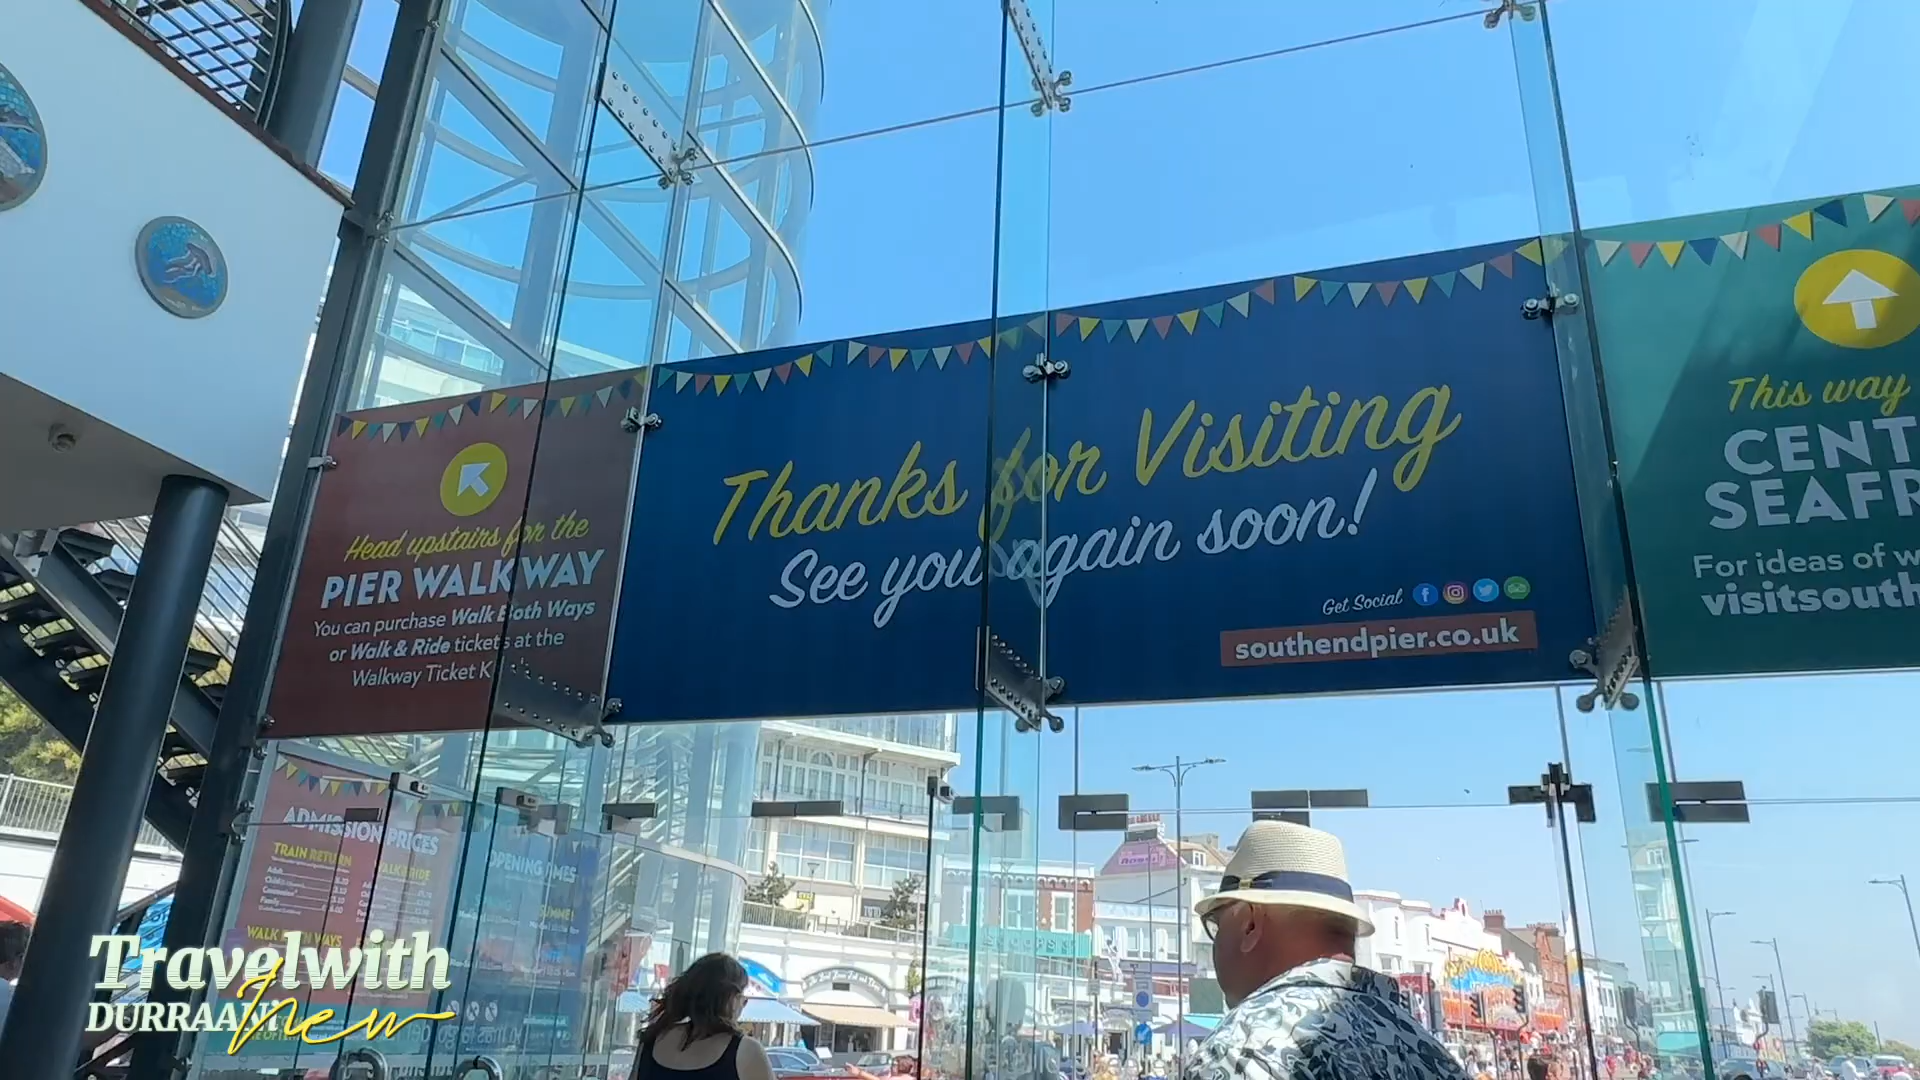 Head upstairs for the
PIER WALKWAY
You can purchase Walk Both Ways
or Walk & Ride tickets at the
Walkway Ticket K
Thanks for Visiting
See you again soon!
Get Social
southendpier.co.uk
This way
CENT
SEAFR
For ideas of w
visitsouth
ADMISSION PRICES
TRAIN RETURN
OPENING TIMES
Travelwith
DURRAANI
New